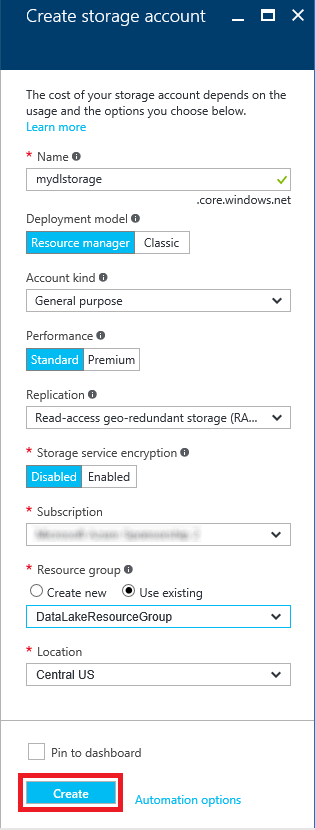 Create storage account
The cost of your storage account depends on the
usage and the options you choose below.
Learn more
* Name
mydlstorage
.core.windows.net
Deployment model
Resource manager Classic
Account kind
General purpose
Performance
Standard Premium
Replication
Read-access geo-redundant storage (RA...
* Storage service encryption
Disabled Enabled
* Subscription
* Resource group
Create new Use existing
DataLakeResourceGroup
* Location
Central US
Pin to dashboard
Create Automation options